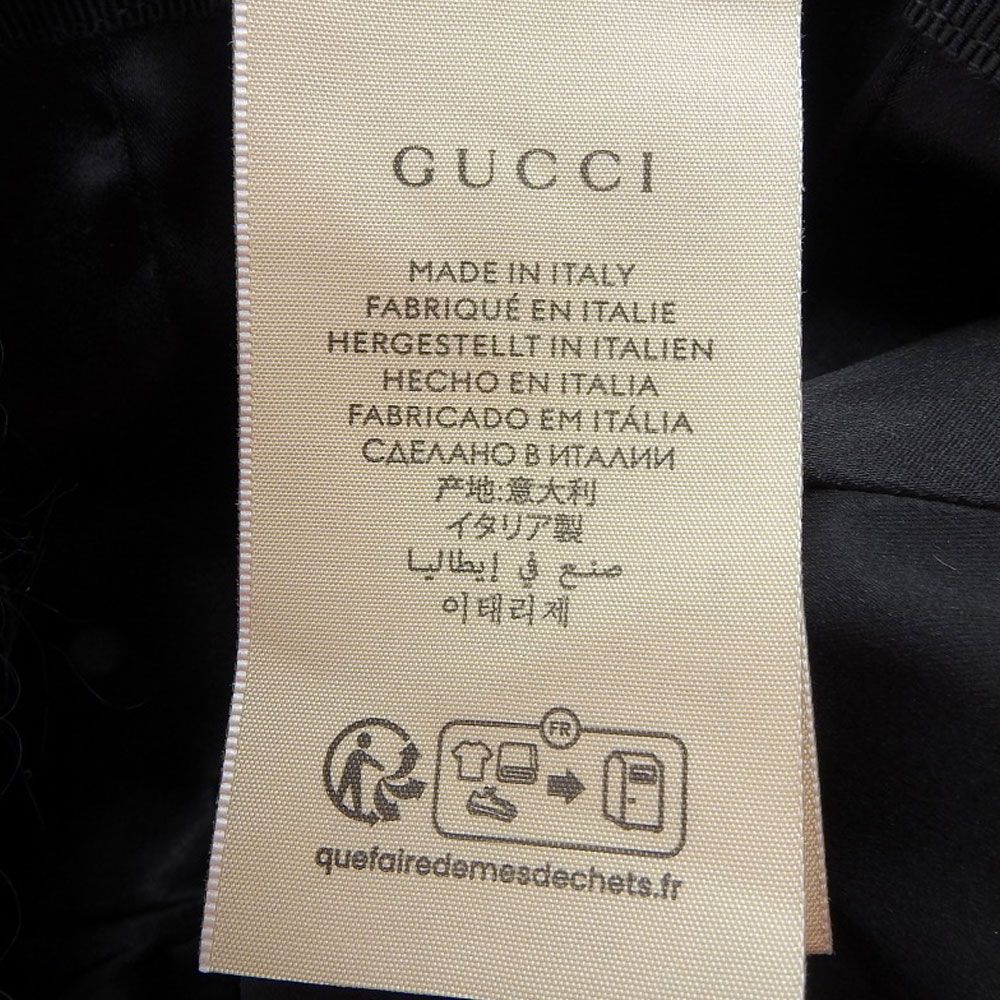 GUCCI
MADE IN ITALY
FABRIQUÉ EN ITALIE
HERGESTELLT IN ITALIEN
HECHO EN ITALIA
FABRICADO EM ITÁLIA
СДЕЛАНО В ИТАЛИИ
产地:意大利
イタリア製
صنع في إيطاليا
이태리제
FR
quefairedemesdechets.fr